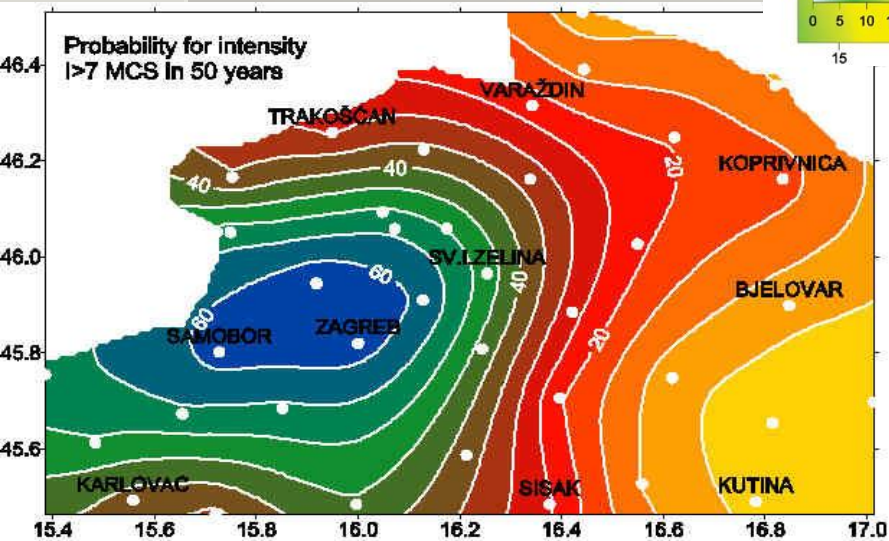 0 5 10
15
Probability for intensity
I>7 MCS in 50 years
46.4
VARAŽDIN
TRAKOŠĆAN
46.2
40
40
20
KOPRIVNICA
46.0
SV.I.ZELINA
60
40
BJELOVAR
60
SAMOBOR
ZAGREB
20
45.8
45.6
KARLOVAC
SISAK
KUTINA
15.4 15.6 15.8 16.0 16.2 16.4 16.6 16.8 17.0